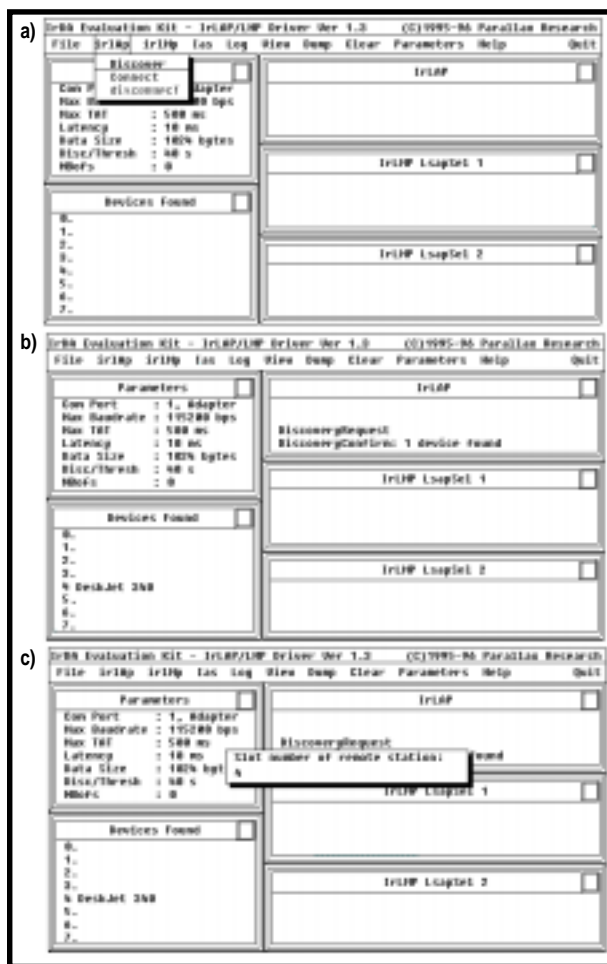 a)
IrDA Evaluation Kit - IrLAP/LMP Driver Ver 1.3 (C)1995-96 Parallax Research
File irlAp irlMp Ias Log View Dump Clear Parameters Help Quit
Discover
Connect
disconnect
Com P Adapter
Max B 00 bps
Max TAT : 500 ms
Latency : 10 ms
Data Size : 1024 bytes
Disc/Thresh : 40 s
NBofs : 0
IrLAP
IrLMP LsapSel 1
Devices Found
0.
1.
2.
3.
4.
5.
6.
7.
IrLMP LsapSel 2
b)
IrDA Evaluation Kit - IrLAP/LMP Driver Ver 1.3 (C)1995-96 Parallax Research
File irlAp irlMp Ias Log View Dump Clear Parameters Help Quit
Parameters
Com Port : 1, Adapter
Max Baudrate : 115200 bps
Max TAT : 500 ms
Latency : 10 ms
Data Size : 1024 bytes
Disc/Thresh : 40 s
NBofs : 0
IrLAP
DiscoveryRequest
DiscoveryConfirm: 1 device found
IrLMP LsapSel 1
Devices Found
0.
1.
2.
3.
4 DeskJet 340
5.
6.
7.
IrLMP LsapSel 2
c)
IrDA Evaluation Kit - IrLAP/LMP Driver Ver 1.3 (C)1995-96 Parallax Research
File irlAp irlMp Ias Log View Dump Clear Parameters Help Quit
Parameters
Com Port : 1, Adapter
Max Baudrate : 115200 bps
Max TAT : 500 ms
Latency : 10 ms
Data Size : 1024 byt
Disc/Thresh : 40 s
NBofs : 0
IrLAP
DiscoveryRequest
ound
Slot number of remote station:
4
LsapSel 1
Devices Found
0.
1.
2.
3.
4 DeskJet 340
5.
6.
7.
IrLMP LsapSel 2